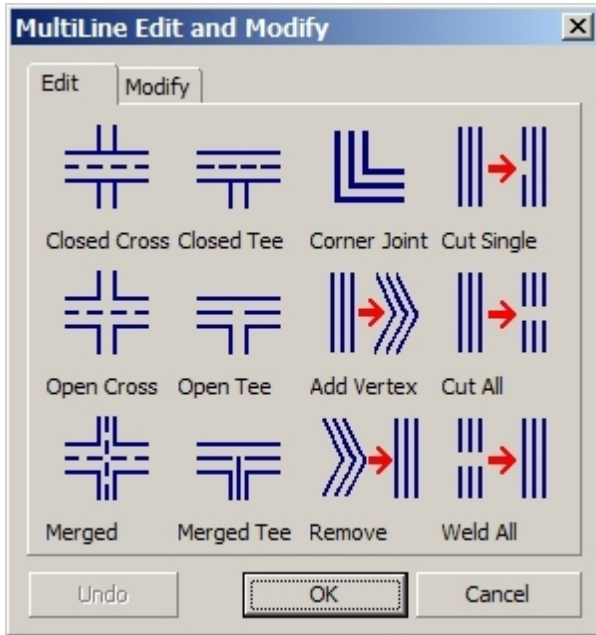 MultiLine Edit and Modify
Edit Modify
Closed Cross Closed Tee Corner Joint Cut Single
Open Cross Open Tee Add Vertex Cut All
Merged Merged Tee Remove Weld All
Undo OK Cancel